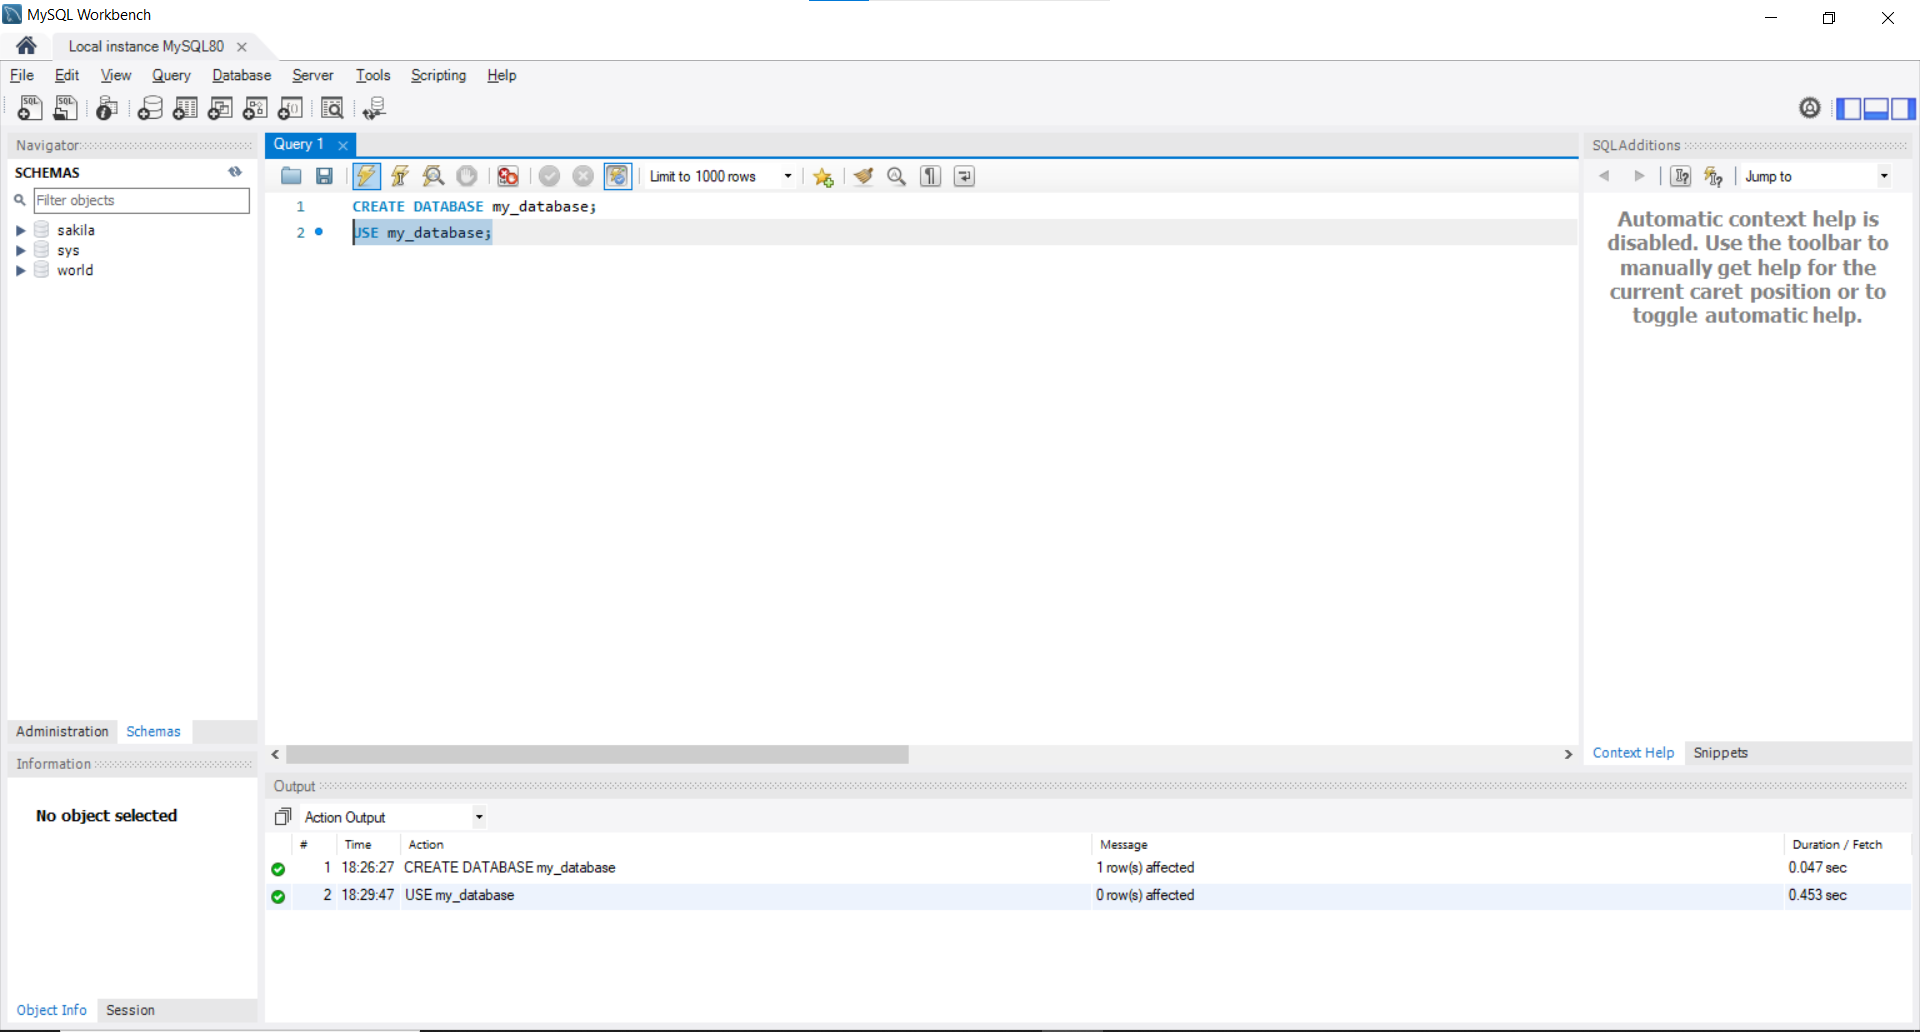 MySQL Workbench
Local instance MySQL80
File Edit View Query Database Server Tools Scripting Help
Navigator
SCHEMAS
Filter objects
sakila
sys
world
Administration Schemas
Information
No object selected
Object Info Session
Query 1
Limit to 1000 rows
1 CREATE DATABASE my_database;
2 USE my_database;
Output
Action Output
# Time Action Message Duration / Fetch
1 18:26:27 CREATE DATABASE my_database 1 row(s) affected 0.047 sec
2 18:29:47 USE my_database 0 row(s) affected 0.453 sec
SQLAdditions
Jump to
Automatic context help is
disabled. Use the toolbar to
manually get help for the
current caret position or to
toggle automatic help.
Context Help Snippets